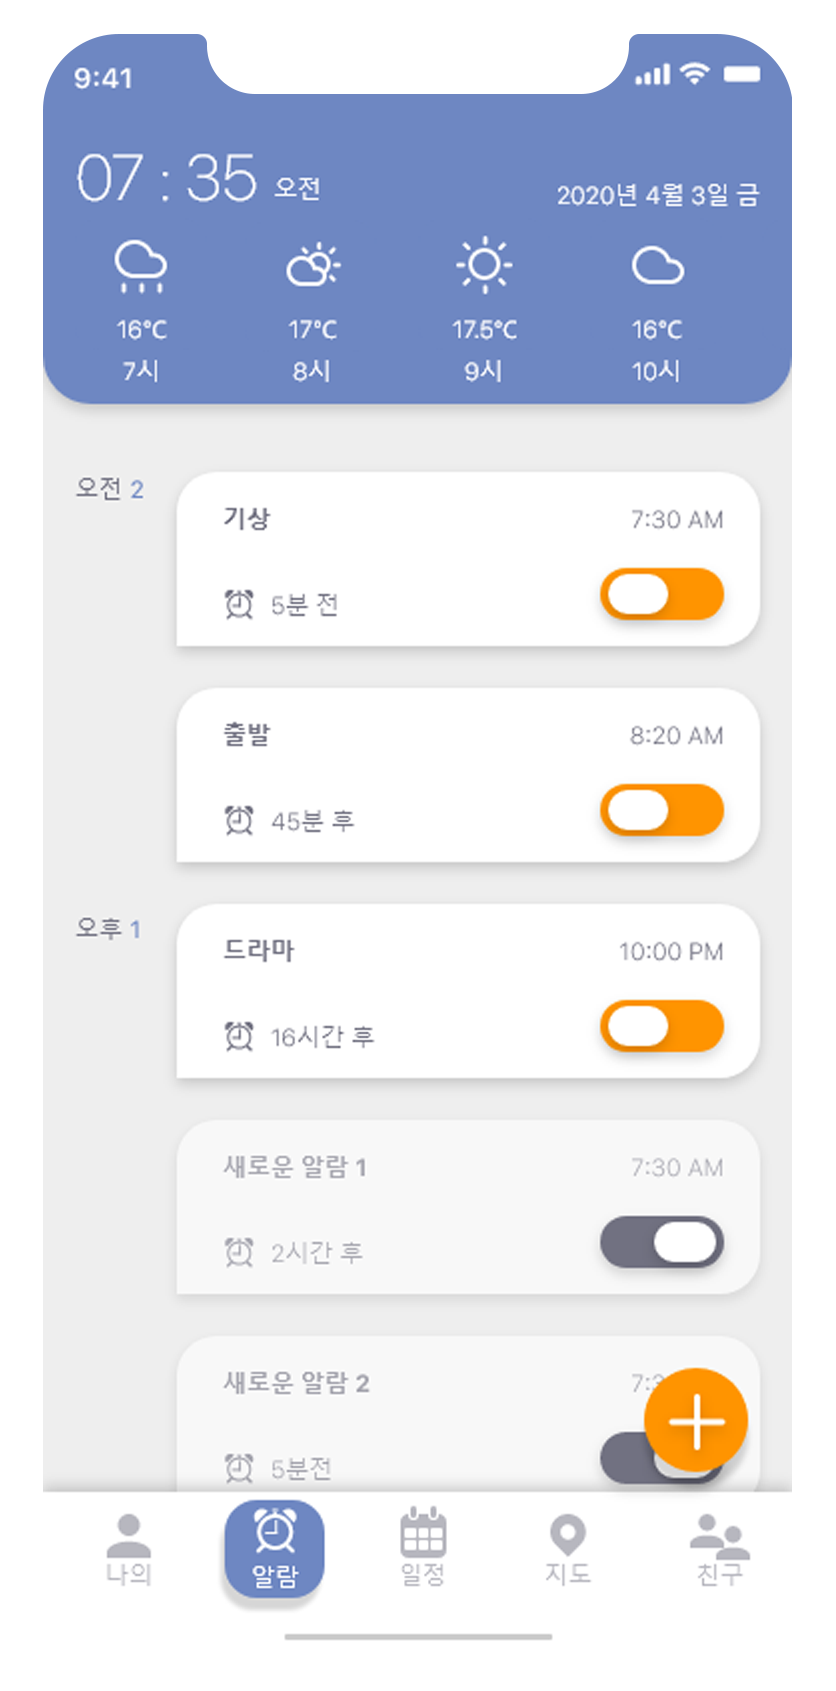 9:41
07 : 35 오전
2020년 4월 3일 금
16°C 17°C 17.5°C 16°C
7시 8시 9시 10시
오전 2
기상 7:30 AM
5분 전
출발 8:20 AM
45분 후
오후 1
드라마 10:00 PM
16시간 후
새로운 알람 1 7:30 AM
2시간 후
새로운 알람 2
5분전
나의 알람 일정 지도 친구